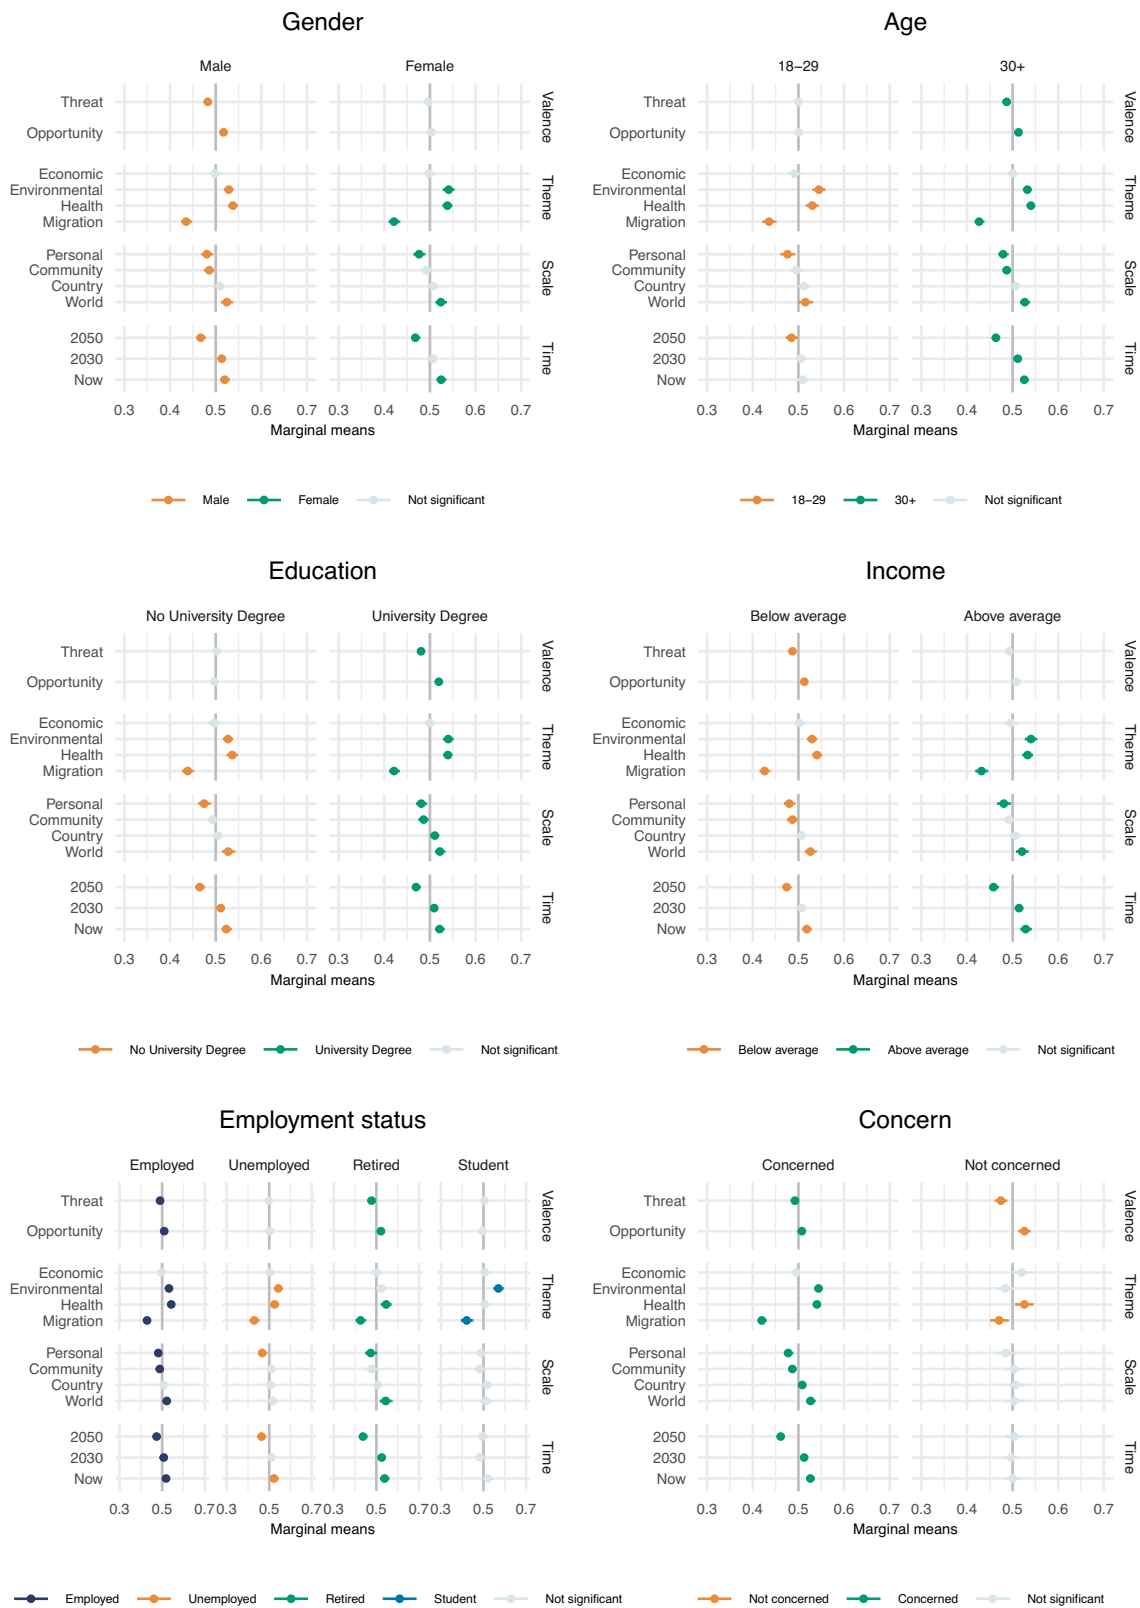 Gender
Male
Female
Threat
Opportunity
Valence
Economic
Environmental
Health
Migration
Theme
Personal
Community
Country
World
Scale
2050
2030
Now
Time
0.3 0.4 0.5 0.6 0.7 0.3 0.4 0.5 0.6 0.7
Marginal means
Male Female Not significant
Age
18–29
30+
Threat
Opportunity
Valence
Economic
Environmental
Health
Migration
Theme
Personal
Community
Country
World
Scale
2050
2030
Now
Time
0.3 0.4 0.5 0.6 0.7 0.3 0.4 0.5 0.6 0.7
Marginal means
18–29 30+ Not significant
Education
No University Degree
University Degree
Threat
Opportunity
Valence
Economic
Environmental
Health
Migration
Theme
Personal
Community
Country
World
Scale
2050
2030
Now
Time
0.3 0.4 0.5 0.6 0.7 0.3 0.4 0.5 0.6 0.7
Marginal means
No University Degree University Degree Not significant
Income
Below average
Above average
Threat
Opportunity
Valence
Economic
Environmental
Health
Migration
Theme
Personal
Community
Country
World
Scale
2050
2030
Now
Time
0.3 0.4 0.5 0.6 0.7 0.3 0.4 0.5 0.6 0.7
Marginal means
Below average Above average Not significant
Employment status
Employed
Unemployed
Retired
Student
Threat
Opportunity
Valence
Economic
Environmental
Health
Migration
Theme
Personal
Community
Country
World
Scale
2050
2030
Now
Time
0.3 0.5 0.7 0.3 0.5 0.7 0.3 0.5 0.7 0.3 0.5 0.7
Marginal means
Employed Unemployed Retired Student Not significant
Concern
Concerned
Not concerned
Threat
Opportunity
Valence
Economic
Environmental
Health
Migration
Theme
Personal
Community
Country
World
Scale
2050
2030
Now
Time
0.3 0.4 0.5 0.6 0.7 0.3 0.4 0.5 0.6 0.7
Marginal means
Not concerned Concerned Not significant